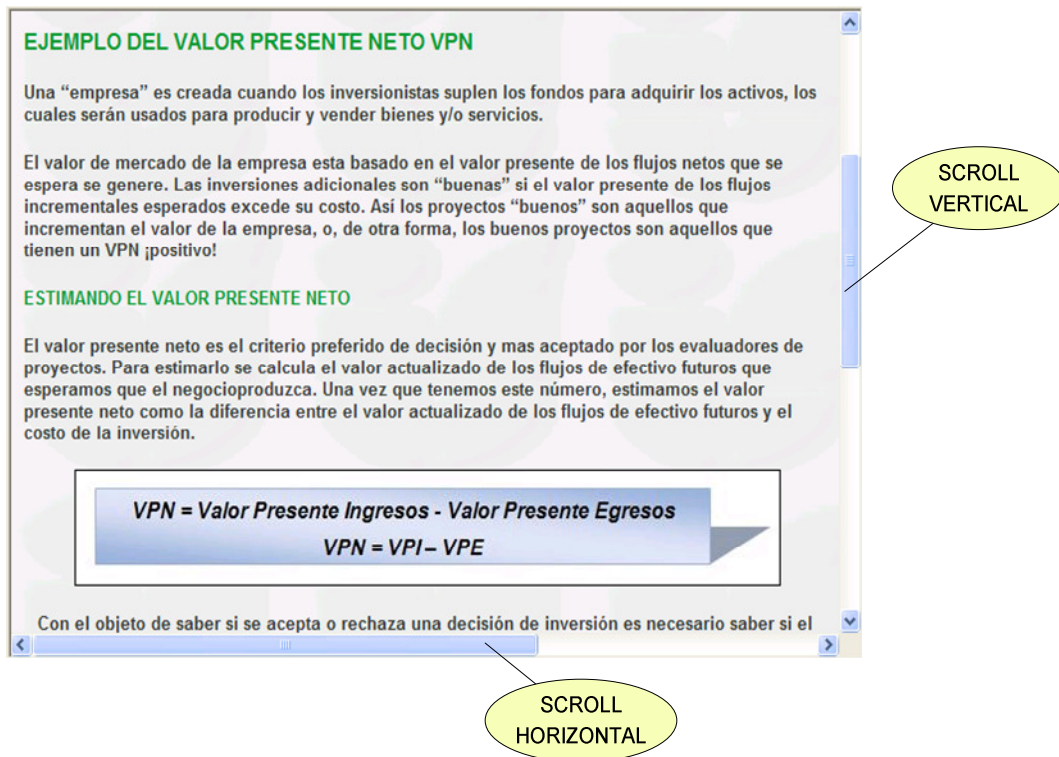 EJEMPLO DEL VALOR PRESENTE NETO VPN
Una “empresa” es creada cuando los inversionistas suplen los fondos para adquirir los activos, los
cuales serán usados para producir y vender bienes y/o servicios.
El valor de mercado de la empresa esta basado en el valor presente de los flujos netos que se
espera se genere. Las inversiones adicionales son “buenas” si el valor presente de los flujos
incrementales esperados excede su costo. Así los proyectos “buenos” son aquellos que
incrementan el valor de la empresa, o, de otra forma, los buenos proyectos son aquellos que
tienen un VPN ¡positivo!
ESTIMANDO EL VALOR PRESENTE NETO
El valor presente neto es el criterio preferido de decisión y mas aceptado por los evaluadores de
proyectos. Para estimarlo se calcula el valor actualizado de los flujos de efectivo futuros que
esperamos que el negocioproduzca. Una vez que tenemos este número, estimamos el valor
presente neto como la diferencia entre el valor actualizado de los flujos de efectivo futuros y el
costo de la inversión.
VPN = Valor Presente Ingresos - Valor Presente Egresos
VPN = VPI – VPE
Con el objeto de saber si se acepta o rechaza una decisión de inversión es necesario saber si el
SCROLL
VERTICAL
SCROLL
HORIZONTAL